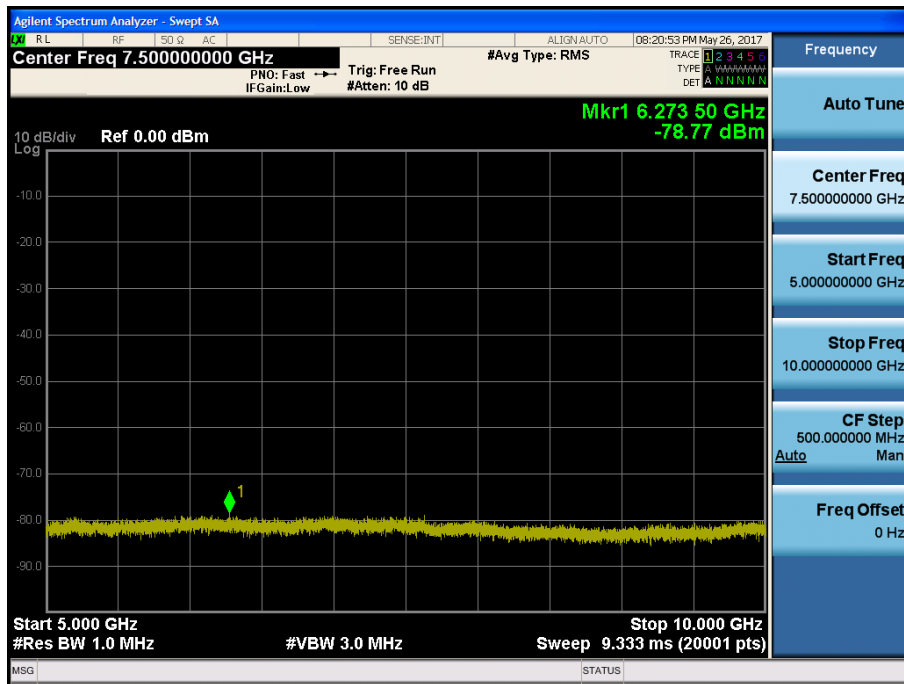 Agilent Spectrum Analyzer - Swept SA
LXI RL RF 50 Ω AC SENSE:INT ALIGN AUTO 08:20:53 PM May 26, 2017
Center Freq 7.500000000 GHz
#Avg Type: RMS
TRACE 1 2 3 4 5 6
PNO: Fast Trig: Free Run
TYPE A WWWWW
IFGain:Low #Atten: 10 dB
DET A N N N N N
Mkr1 6.273 50 GHz
-78.77 dBm
10 dB/div Ref 0.00 dBm
Log
-10.0
-20.0
-30.0
-40.0
-50.0
-60.0
-70.0
1
-80.0
-90.0
Start 5.000 GHz Stop 10.000 GHz
#Res BW 1.0 MHz #VBW 3.0 MHz Sweep 9.333 ms (20001 pts)
MSG STATUS
Frequency
Auto Tune
Center Freq
7.500000000 GHz
Start Freq
5.000000000 GHz
Stop Freq
10.000000000 GHz
CF Step
500.000000 MHz
Auto Man
Freq Offset
0 Hz